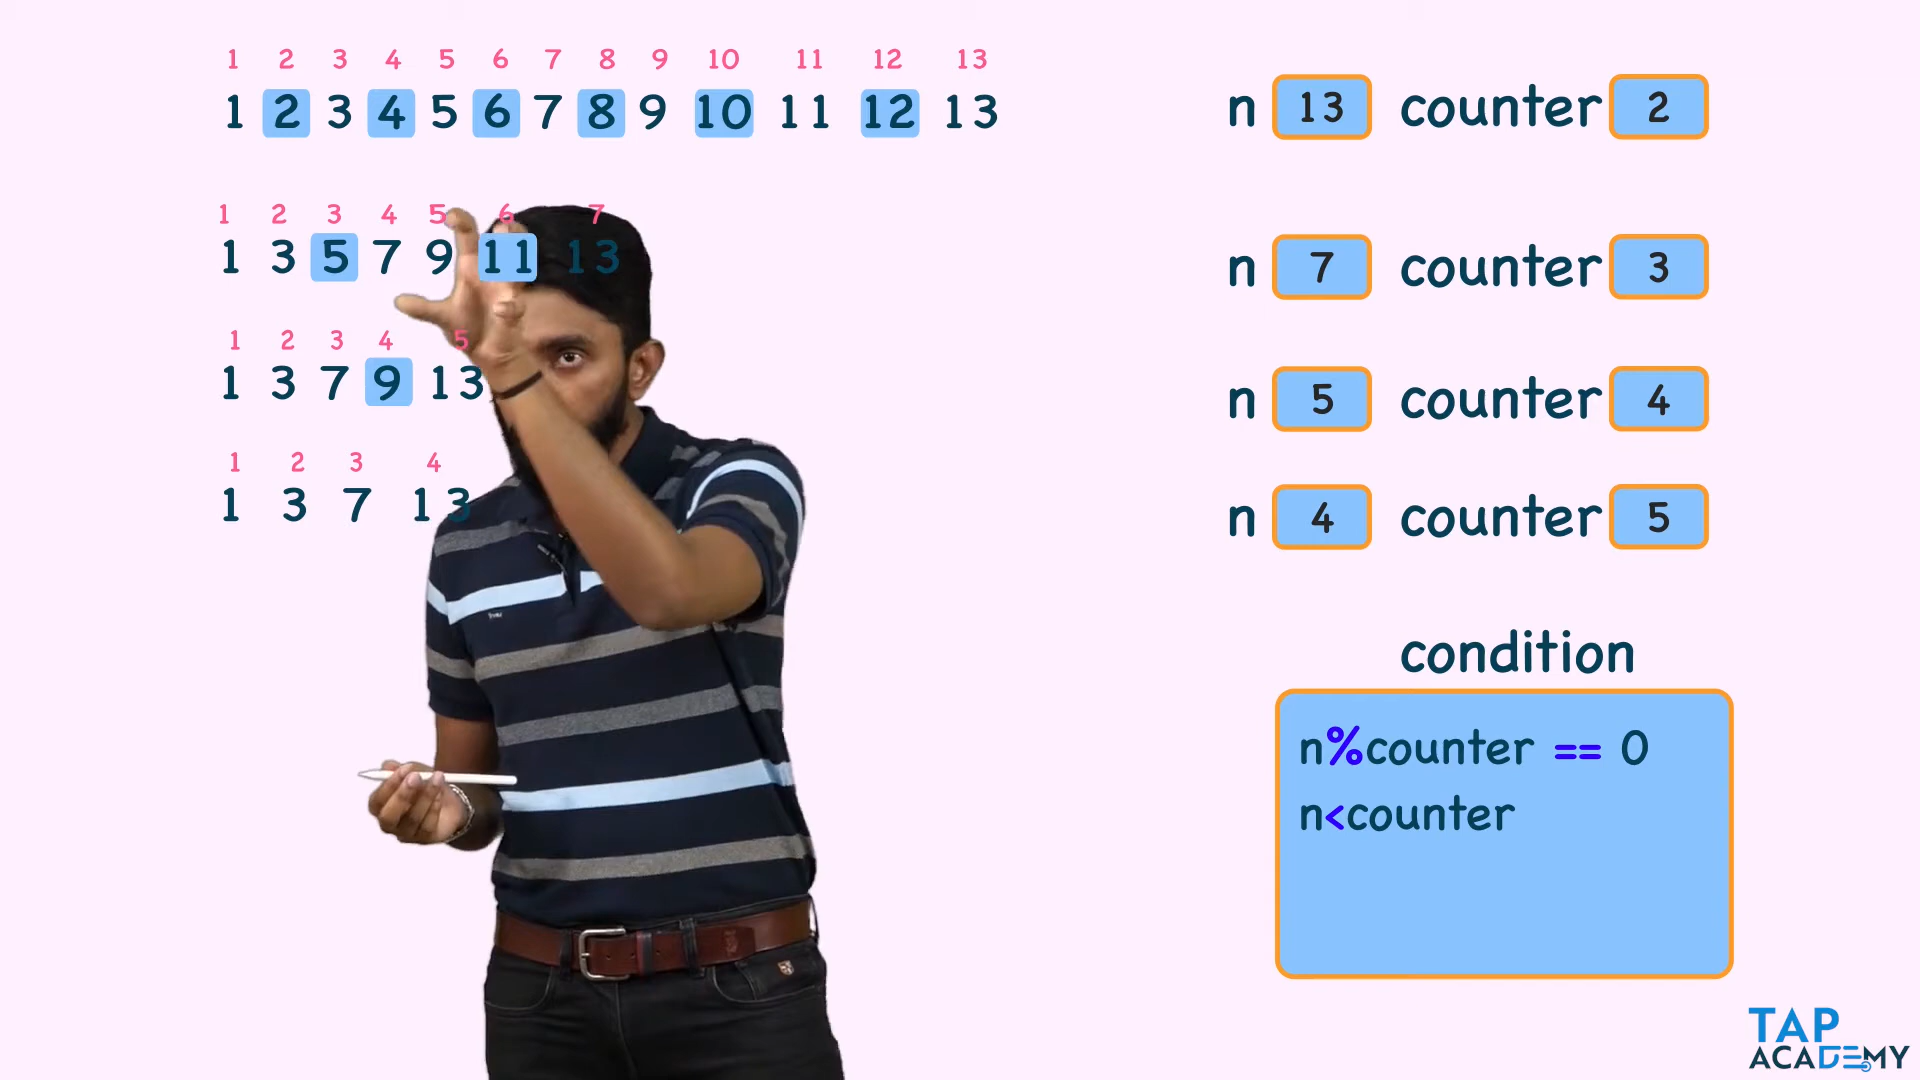 1 2 3 4 5 6 7 8 9 10 11 12 13
1 2 3 4 5 6 7 8 9 10 11 12 13
n 13 counter 2
1 2 3 4 5 6 7
1 3 5 7 9 11 13
n 7 counter 3
1 2 3 4 5
1 3 7 9 13
n 5 counter 4
1 2 3 4
1 3 7 13
n 4 counter 5
condition
n%counter == 0
n<counter
TAP
ACADEMY